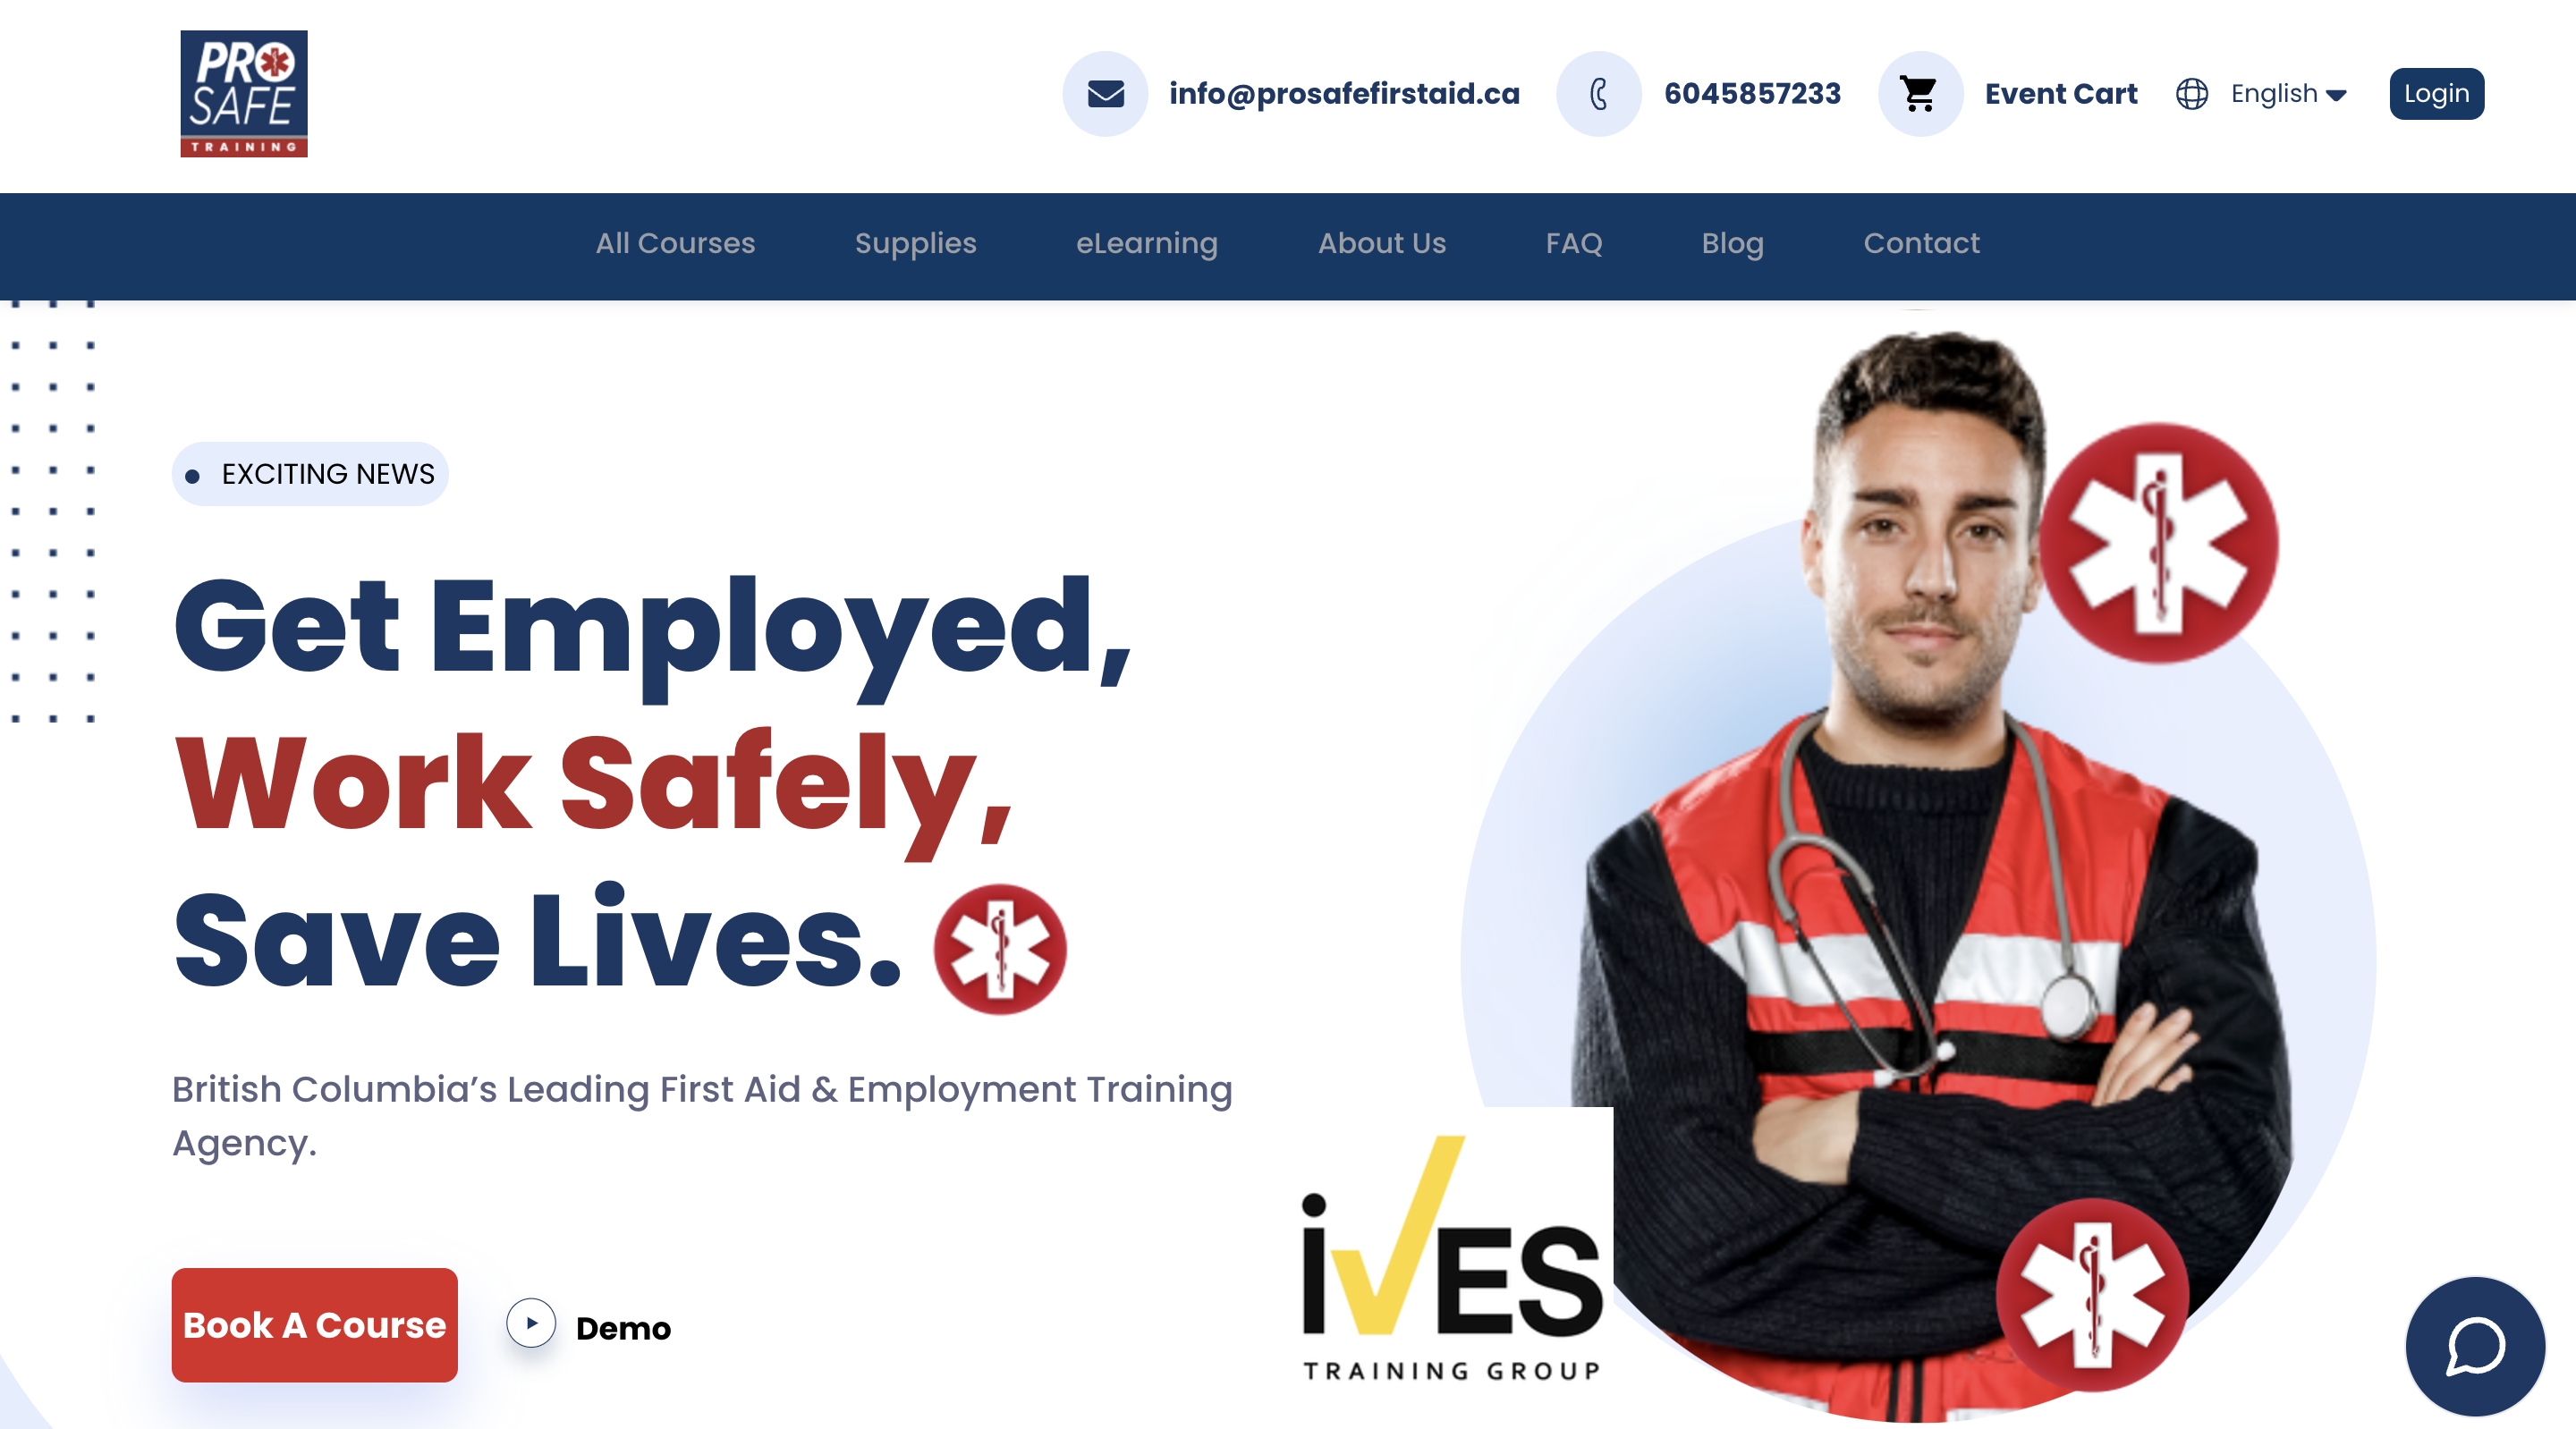 PRO
SAFE
TRAINING
info@prosafefirstaid.ca
6045857233
Event Cart
English
Login
All Courses
Supplies
eLearning
About Us
FAQ
Blog
Contact
EXCITING NEWS
Get Employed,
Work Safely,
Save Lives.
British Columbia’s Leading First Aid & Employment Training
Agency.
Book A Course
Demo
iVES
TRAINING GROUP